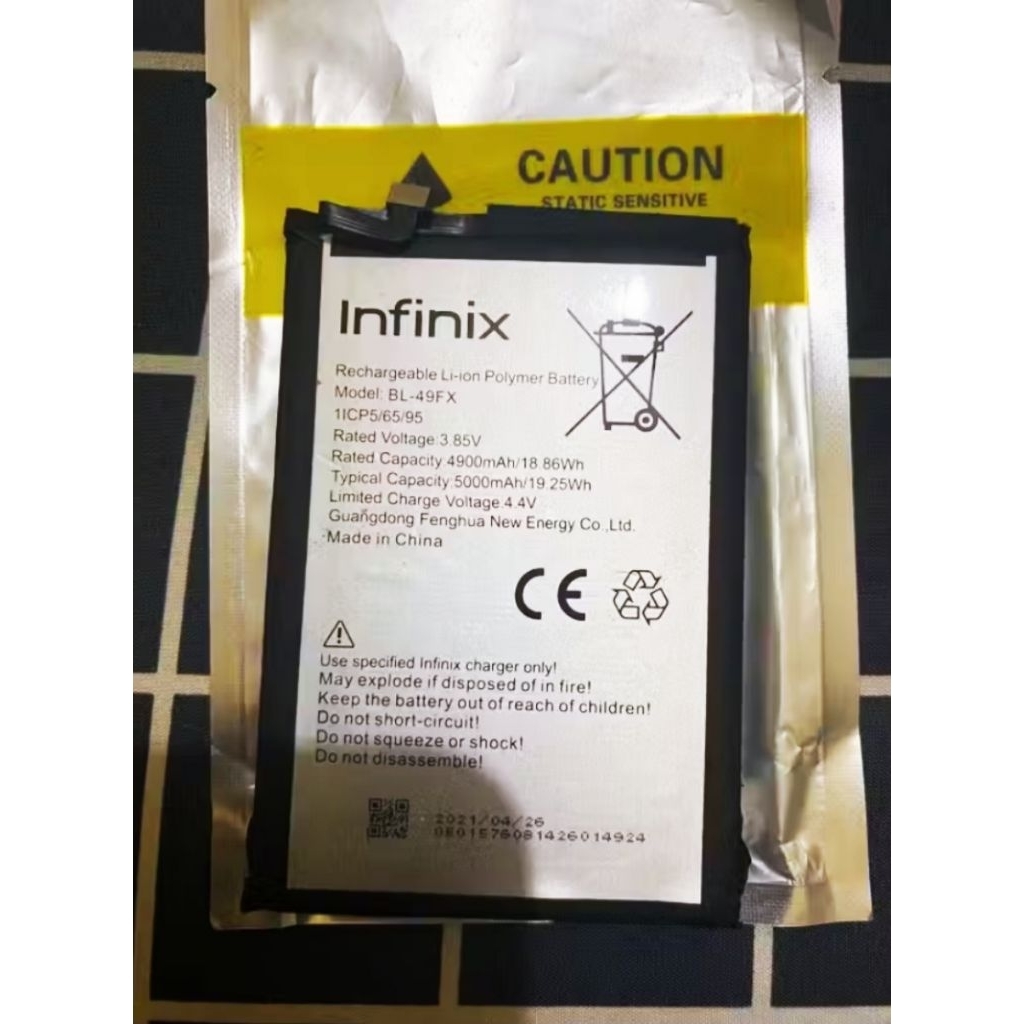 CAUTION
STATIC SENSITIVE
Infinix
Rechargeable Li-ion Polymer Battery
Model: BL-49FX
1ICP5/65/95
Rated Voltage:3.85V
Rated Capacity:4900mAh/18.86Wh
Typical Capacity:5000mAh/19.25Wh
Limited Charge Voltage:4.4V
Guangdong Fenghua New Energy Co.,Ltd.
Made in China
CE
Use specified Infinix charger only!
May explode if disposed of in fire!
Keep the battery out of reach of children!
Do not short-circuit!
Do not squeeze or shock!
Do not disassemble!
2021/04/26